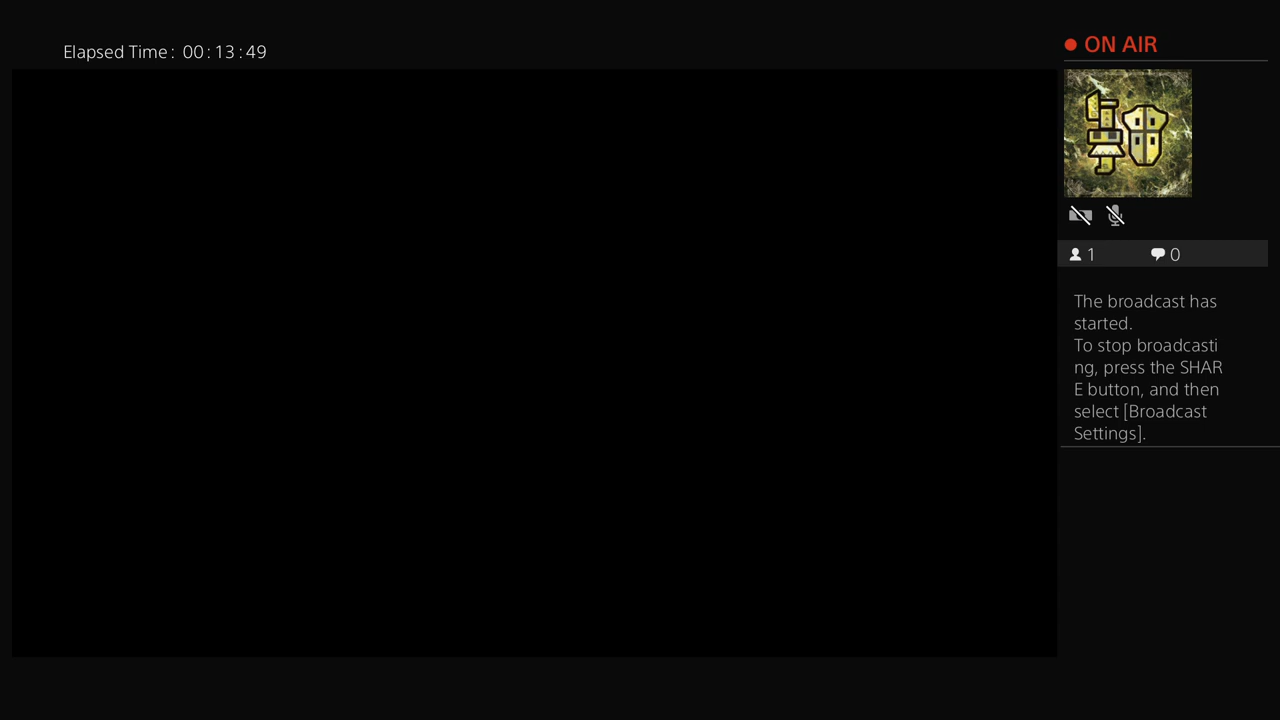 Elapsed Time: 00:13:49
ON AIR
1
0
The broadcast has
started.
To stop broadcasti
ng, press the SHAR
E button, and then
select [Broadcast
Settings].